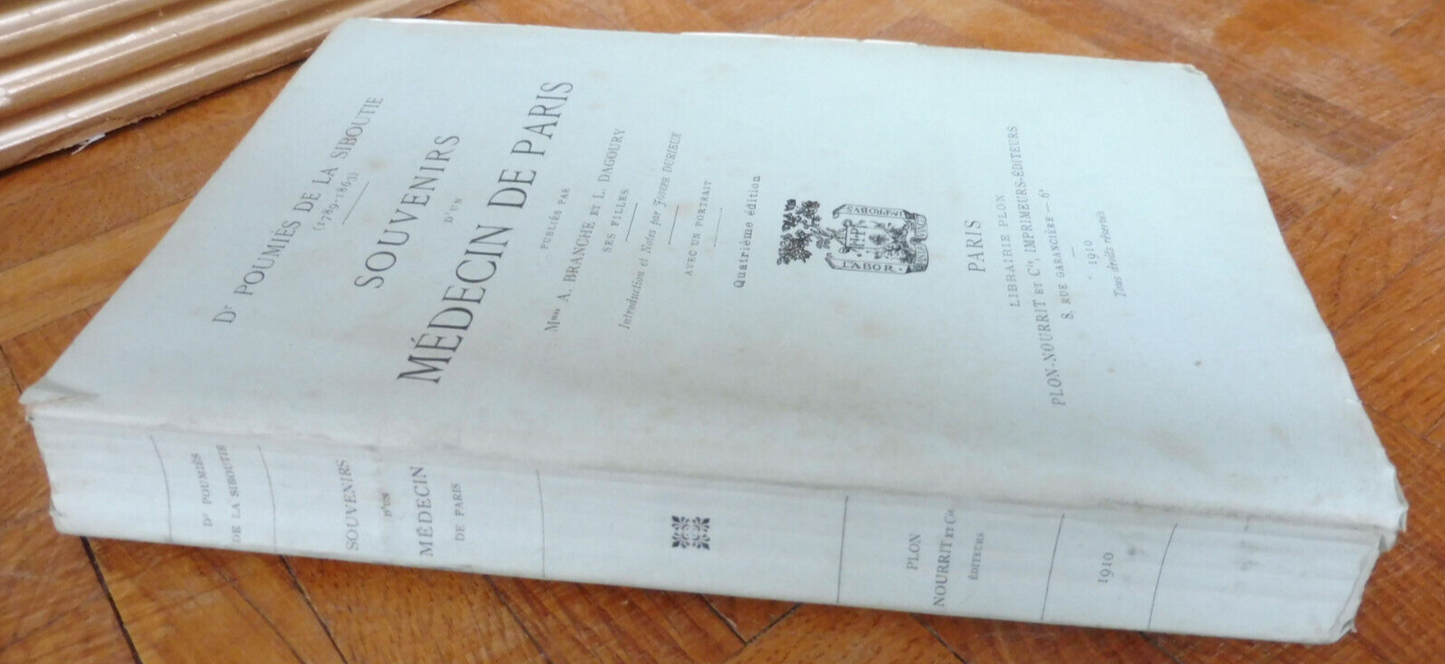 Dr POUMIÈS DE LA SIBOUTIE
(1789-1863)
SOUVENIRS
D'UN
MÉDECIN DE PARIS
PUBLIÉS PAR
Mmes A. BRANCHE ET L. DAGOURY
SES FILLES
Introduction et Notes par JOSEPH DURIEUX
AVEC UN PORTRAIT
Quatrième édition
IMPROBVS
LABOR
PARIS
LIBRAIRIE PLON
PLON-NOURRIT ET Cie, IMPRIMEURS-ÉDITEURS
8, RUE GARANCIÈRE — 6e
1910
Tous droits réservés
Dr POUMIÈS
DE LA SIBOUTIE
SOUVENIRS
D'UN
MÉDECIN
DE PARIS
PLON
NOURRIT ET Cie
ÉDITEURS
1910